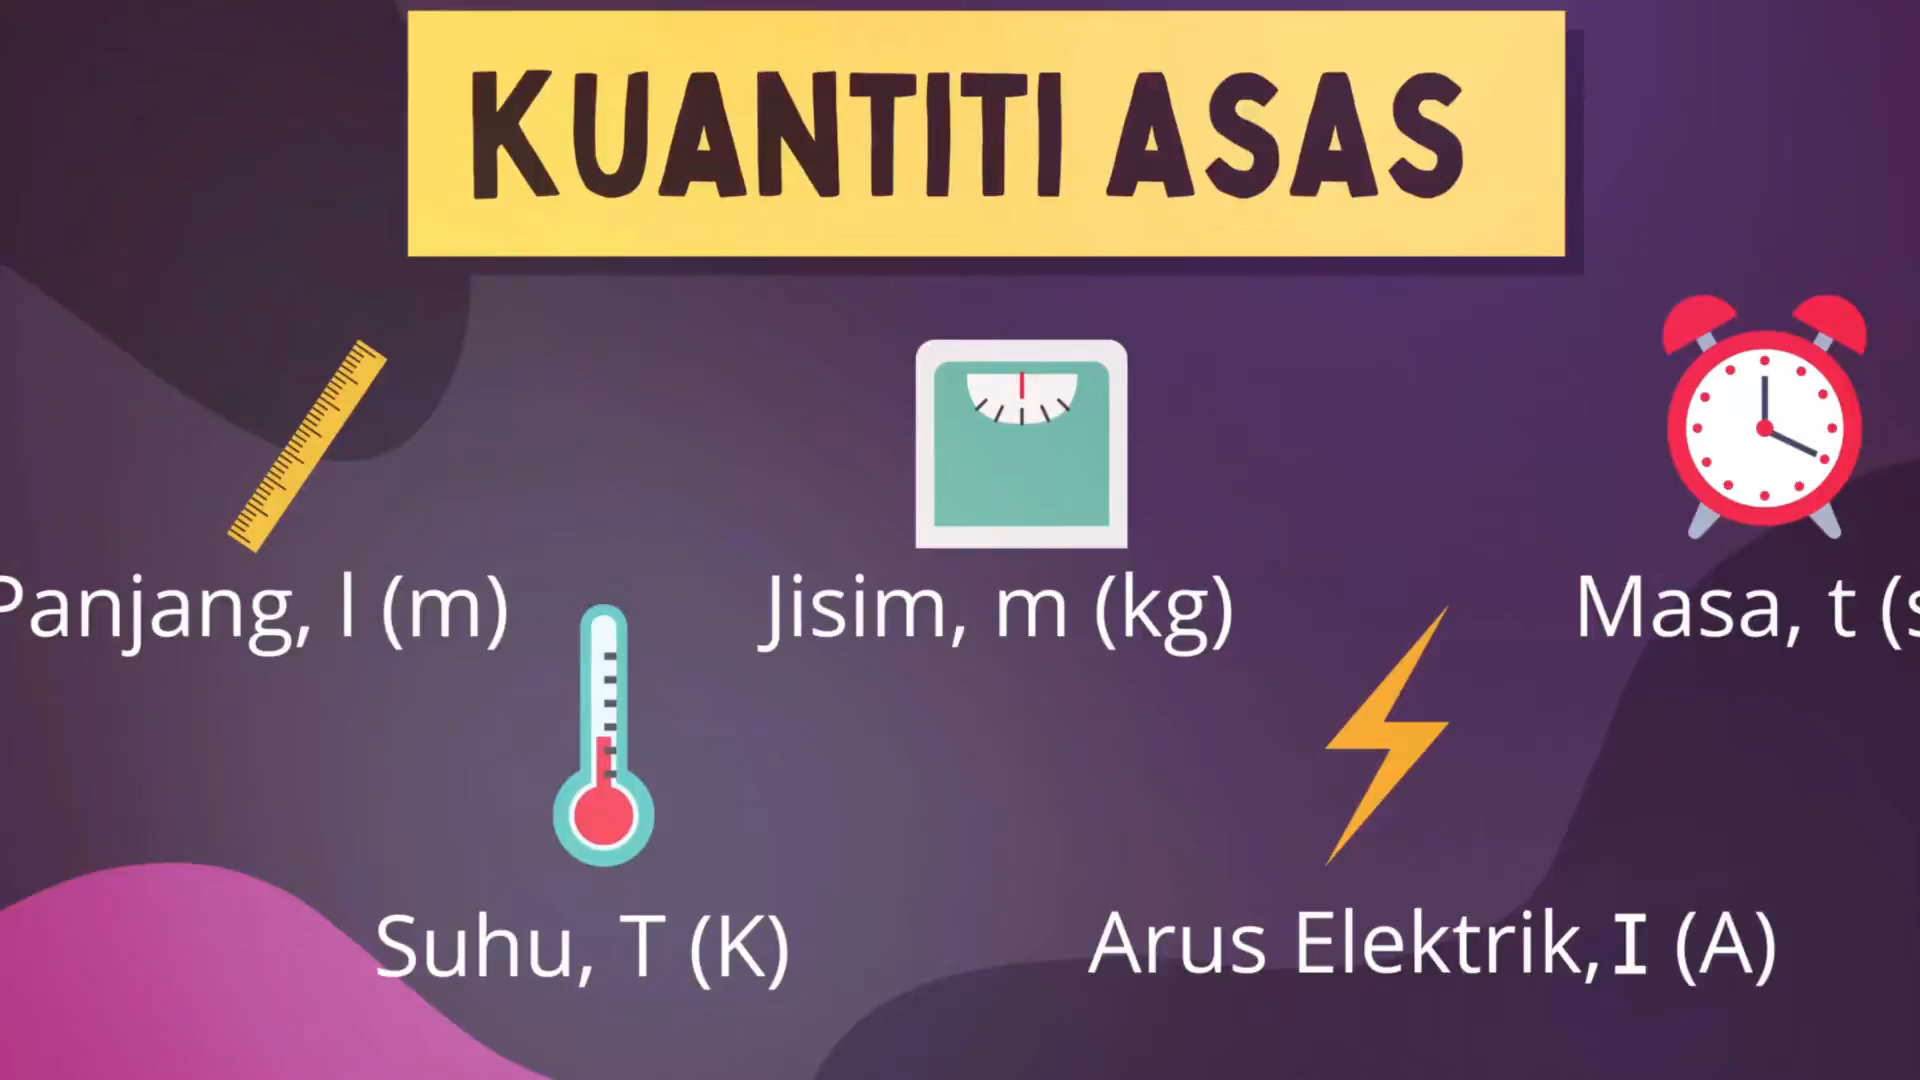 KUANTITI ASAS
Panjang, l (m)
Jisim, m (kg)
Masa, t (s
Suhu, T (K)
Arus Elektrik, I (A)